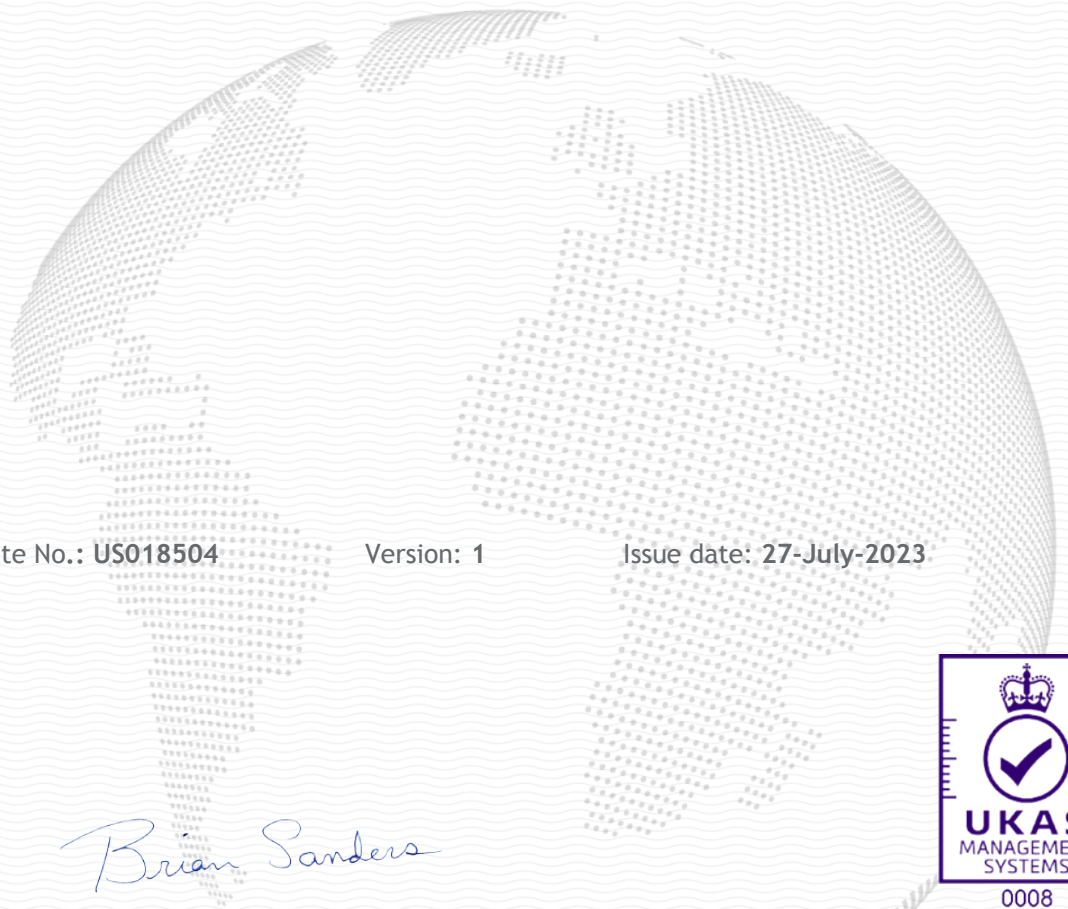 te No.: US018504 Version: 1 Issue date: 27-July-2023
Brian Sanders
UKAS
MANAGEME
SYSTEMS
0008